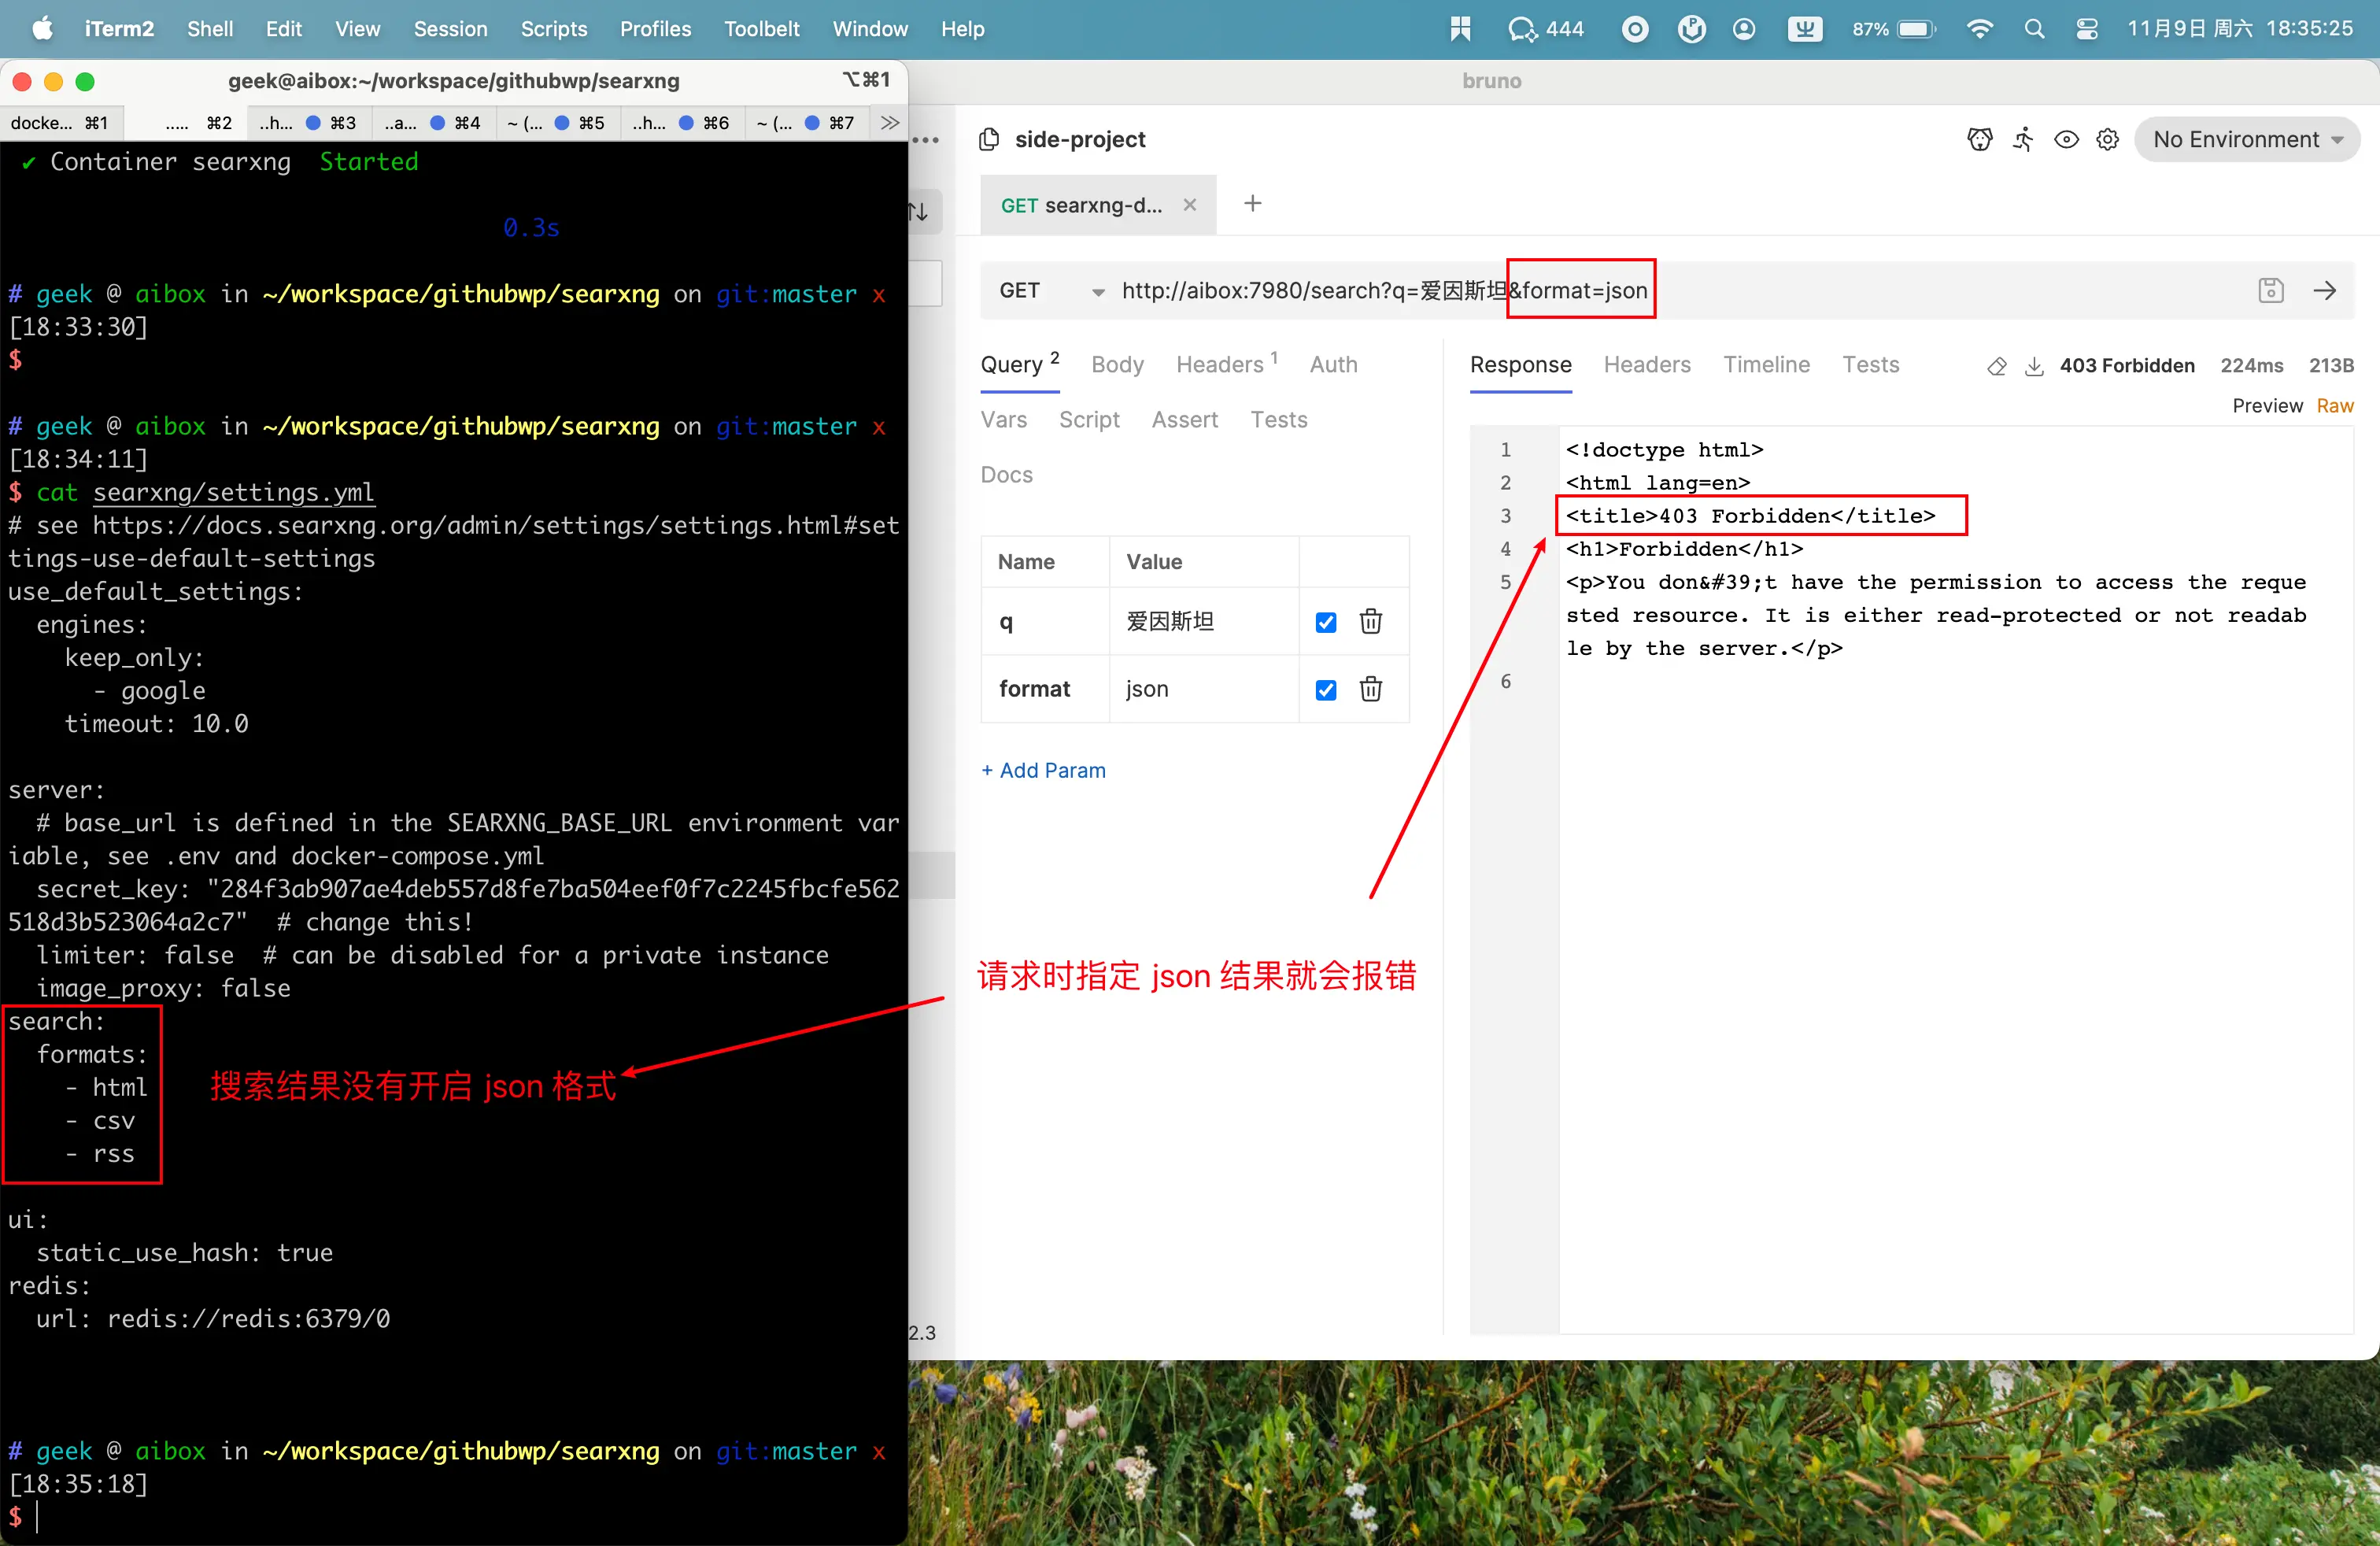 iTerm2 Shell Edit View Session Scripts Profiles Toolbelt Window Help 444 87% 11月9日 周六 18:35:25
geek@aibox:~/workspace/githubwp/searxng ⌥⌘1
docke... ⌘1 ..... ⌘2 ..h... ⌘3 ..a... ⌘4 ~ (... ⌘5 ..h... ⌘6 ~ (... ⌘7 >>
✔ Container searxng Started
0.3s
# geek @ aibox in ~/workspace/githubwp/searxng on git:master x
[18:33:30]
$
# geek @ aibox in ~/workspace/githubwp/searxng on git:master x
[18:34:11]
$ cat searxng/settings.yml
# see https://docs.searxng.org/admin/settings/settings.html#set
tings-use-default-settings
use_default_settings:
  engines:
    keep_only:
      - google
    timeout: 10.0
server:
  # base_url is defined in the SEARXNG_BASE_URL environment var
iable, see .env and docker-compose.yml
  secret_key: "284f3ab907ae4deb557d8fe7ba504eef0f7c2245fbcfe562
518d3b523064a2c7"  # change this!
  limiter: false  # can be disabled for a private instance
  image_proxy: false
search:
  formats:
    - html
    - csv
    - rss
搜索结果没有开启 json 格式
ui:
  static_use_hash: true
redis:
  url: redis://redis:6379/0
# geek @ aibox in ~/workspace/githubwp/searxng on git:master x
[18:35:18]
$
bruno
side-project
No Environment
GET searxng-d... × +
GET http://aibox:7980/search?q=爱因斯坦&format=json
Query 2 Body Headers 1 Auth
Vars Script Assert Tests
Docs
Name Value
q 爱因斯坦
format json
+ Add Param
请求时指定 json 结果就会报错
2.3
Response Headers Timeline Tests 403 Forbidden 224ms 213B
Preview Raw
1 <!doctype html>
2 <html lang=en>
3 <title>403 Forbidden</title>
4 <h1>Forbidden</h1>
5 <p>You don&#39;t have the permission to access the reque
sted resource. It is either read-protected or not readab
le by the server.</p>
6